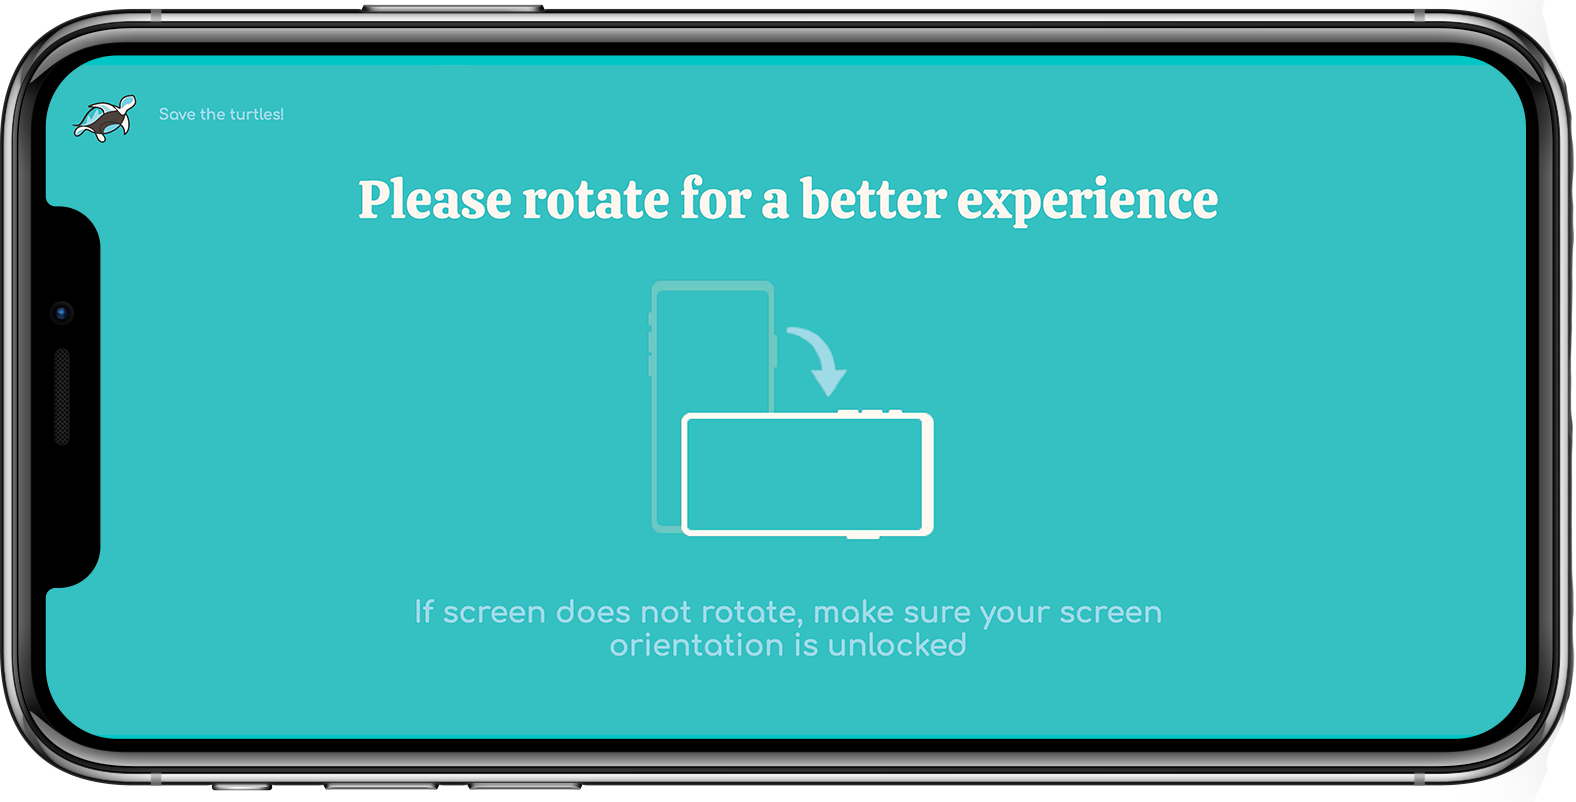 Save the turtles!
Please rotate for a better experience
If screen does not rotate, make sure your screen
orientation is unlocked